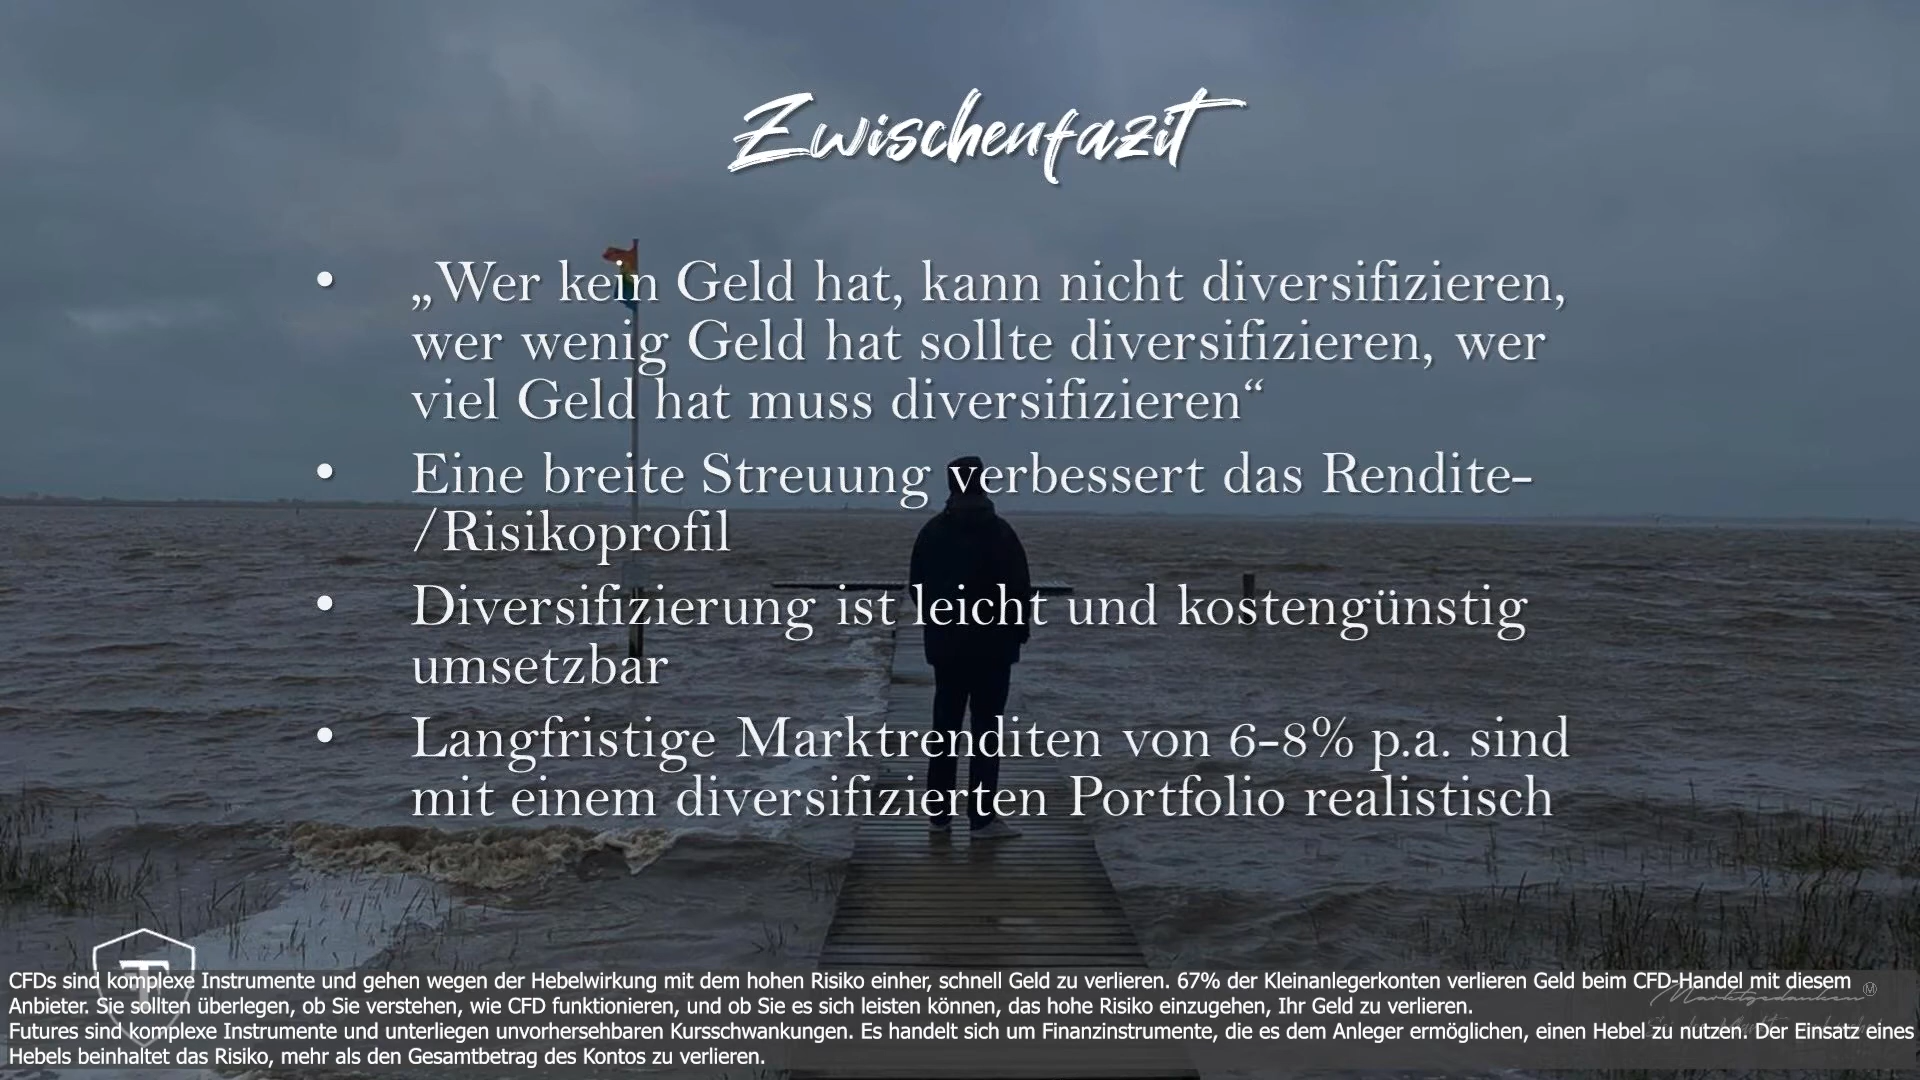 Zwischenfazit
• „Wer kein Geld hat, kann nicht diversifizieren,
wer wenig Geld hat sollte diversifizieren, wer
viel Geld hat muss diversifizieren“
• Eine breite Streuung verbessert das Rendite-
/Risikoprofil
• Diversifizierung ist leicht und kostengünstig
umsetzbar
• Langfristige Marktrenditen von 6-8% p.a. sind
mit einem diversifizierten Portfolio realistisch
CFDs sind komplexe Instrumente und gehen wegen der Hebelwirkung mit dem hohen Risiko einher, schnell Geld zu verlieren. 67% der Kleinanlegerkonten verlieren Geld beim CFD-Handel mit diesem
Anbieter. Sie sollten überlegen, ob Sie verstehen, wie CFD funktionieren, und ob Sie es sich leisten können, das hohe Risiko einzugehen, Ihr Geld zu verlieren.
Marktgedanken
Futures sind komplexe Instrumente und unterliegen unvorhersehbaren Kursschwankungen. Es handelt sich um Finanzinstrumente, die es dem Anleger ermöglichen, einen Hebel zu nutzen. Der Einsatz eines
Hebels beinhaltet das Risiko, mehr als den Gesamtbetrag des Kontos zu verlieren.